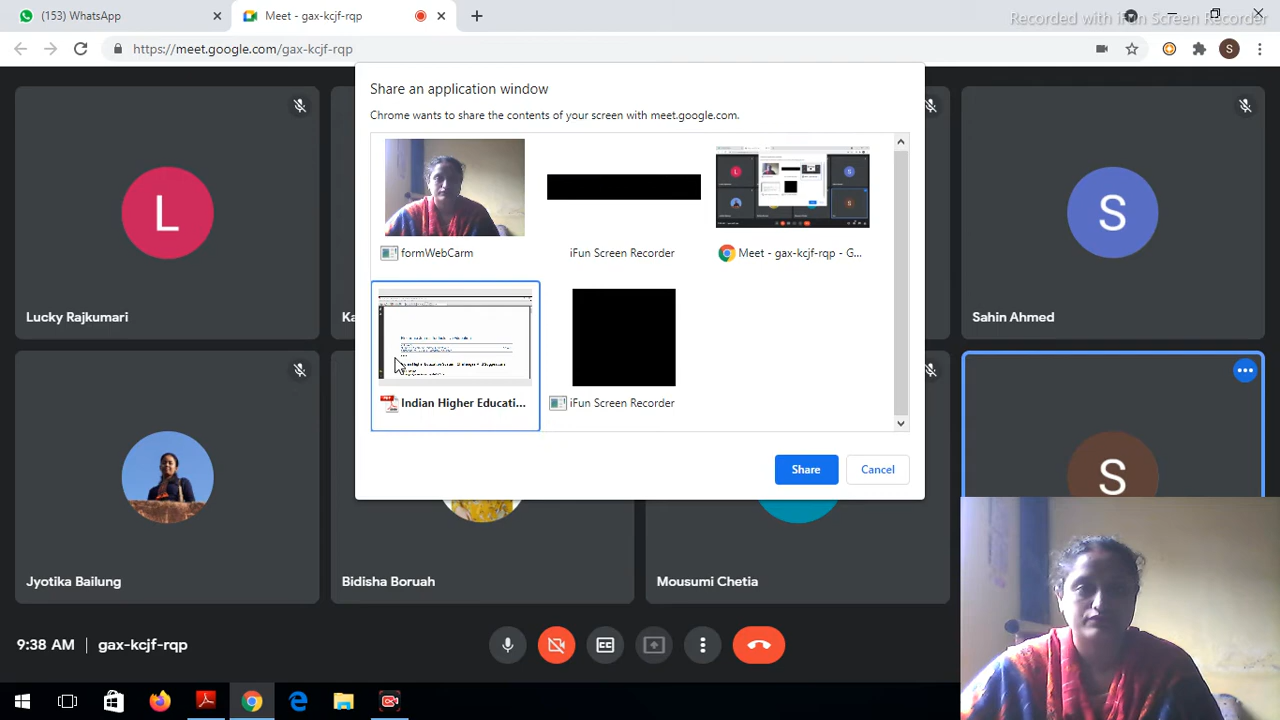 (153) WhatsApp
Meet - gax-kcjf-rqp
Recorded with iFun Screen Recorder
https://meet.google.com/gax-kcjf-rqp
S
Share an application window
Chrome wants to share the contents of your screen with meet.google.com.
formWebCarm
iFun Screen Recorder
Meet - gax-kcjf-rqp - G...
Indian Higher Educati...
iFun Screen Recorder
Share
Cancel
L
Lucky Rajkumari
S
Sahin Ahmed
Jyotika Bailung
Bidisha Boruah
Mousumi Chetia
S
9:38 AM
gax-kcjf-rqp